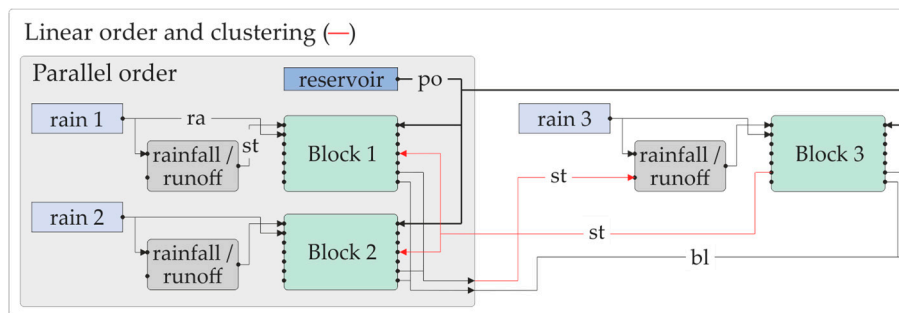 Linear order and clustering (—)
Parallel order
reservoir
po
rain 1
ra
st
rainfall /
runoff
Block 1
rain 2
rainfall /
runoff
Block 2
rain 3
rainfall /
runoff
Block 3
st
st
bl